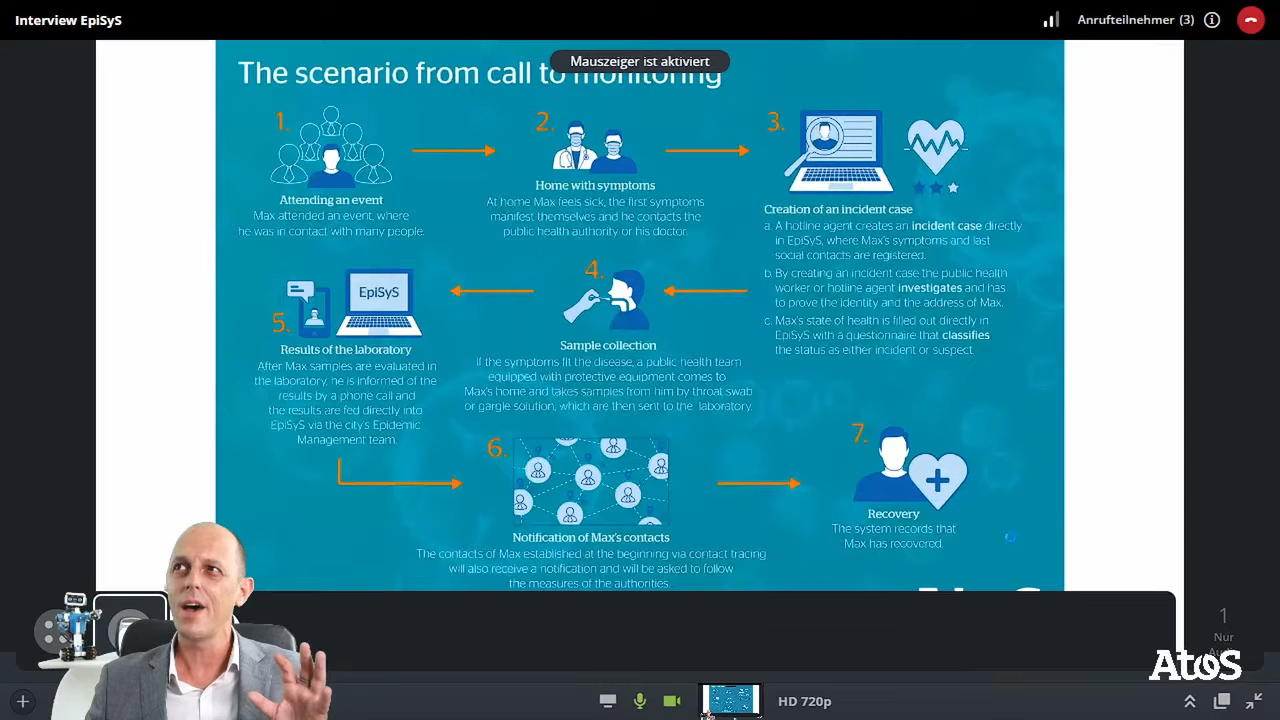 Interview EpiSyS
Anrufteilnehmer (3)
Mauszeiger ist aktiviert
The scenario from call to monitoring
1.
Attending an event
Max attended an event, where
he was in contact with many people.
2.
Home with symptoms
At home Max feels sick, the first symptoms
manifest themselves and he contacts the
public health authority or his doctor.
3.
Creation of an incident case
a. A hotline agent creates an incident case directly
in EpiSyS, where Max's symptoms and last
social contacts are registered.
b. By creating an incident case the public health
worker or hotline agent investigates and has
to prove the identity and the address of Max.
c. Max's state of health is filled out directly in
EpiSyS with a questionnaire that classifies
the status as either incident or suspect.
4.
Sample collection
If the symptoms fit the disease, a public health team
equipped with protective equipment comes to
Max's home and takes samples from him by throat swab
or gargle solution, which are then sent to the laboratory.
EpiSyS
5.
Results of the laboratory
After Max samples are evaluated in
the laboratory, he is informed of the
results by a phone call and
the results are fed directly into
EpiSyS via the city's Epidemic
Management team.
6.
Notification of Max's contacts
The contacts of Max established at the beginning via contact tracing
will also receive a notification and will be asked to follow
the measures of the authorities.
7.
Recovery
The system records that
Max has recovered.
1
Nur
Atos
HD 720p